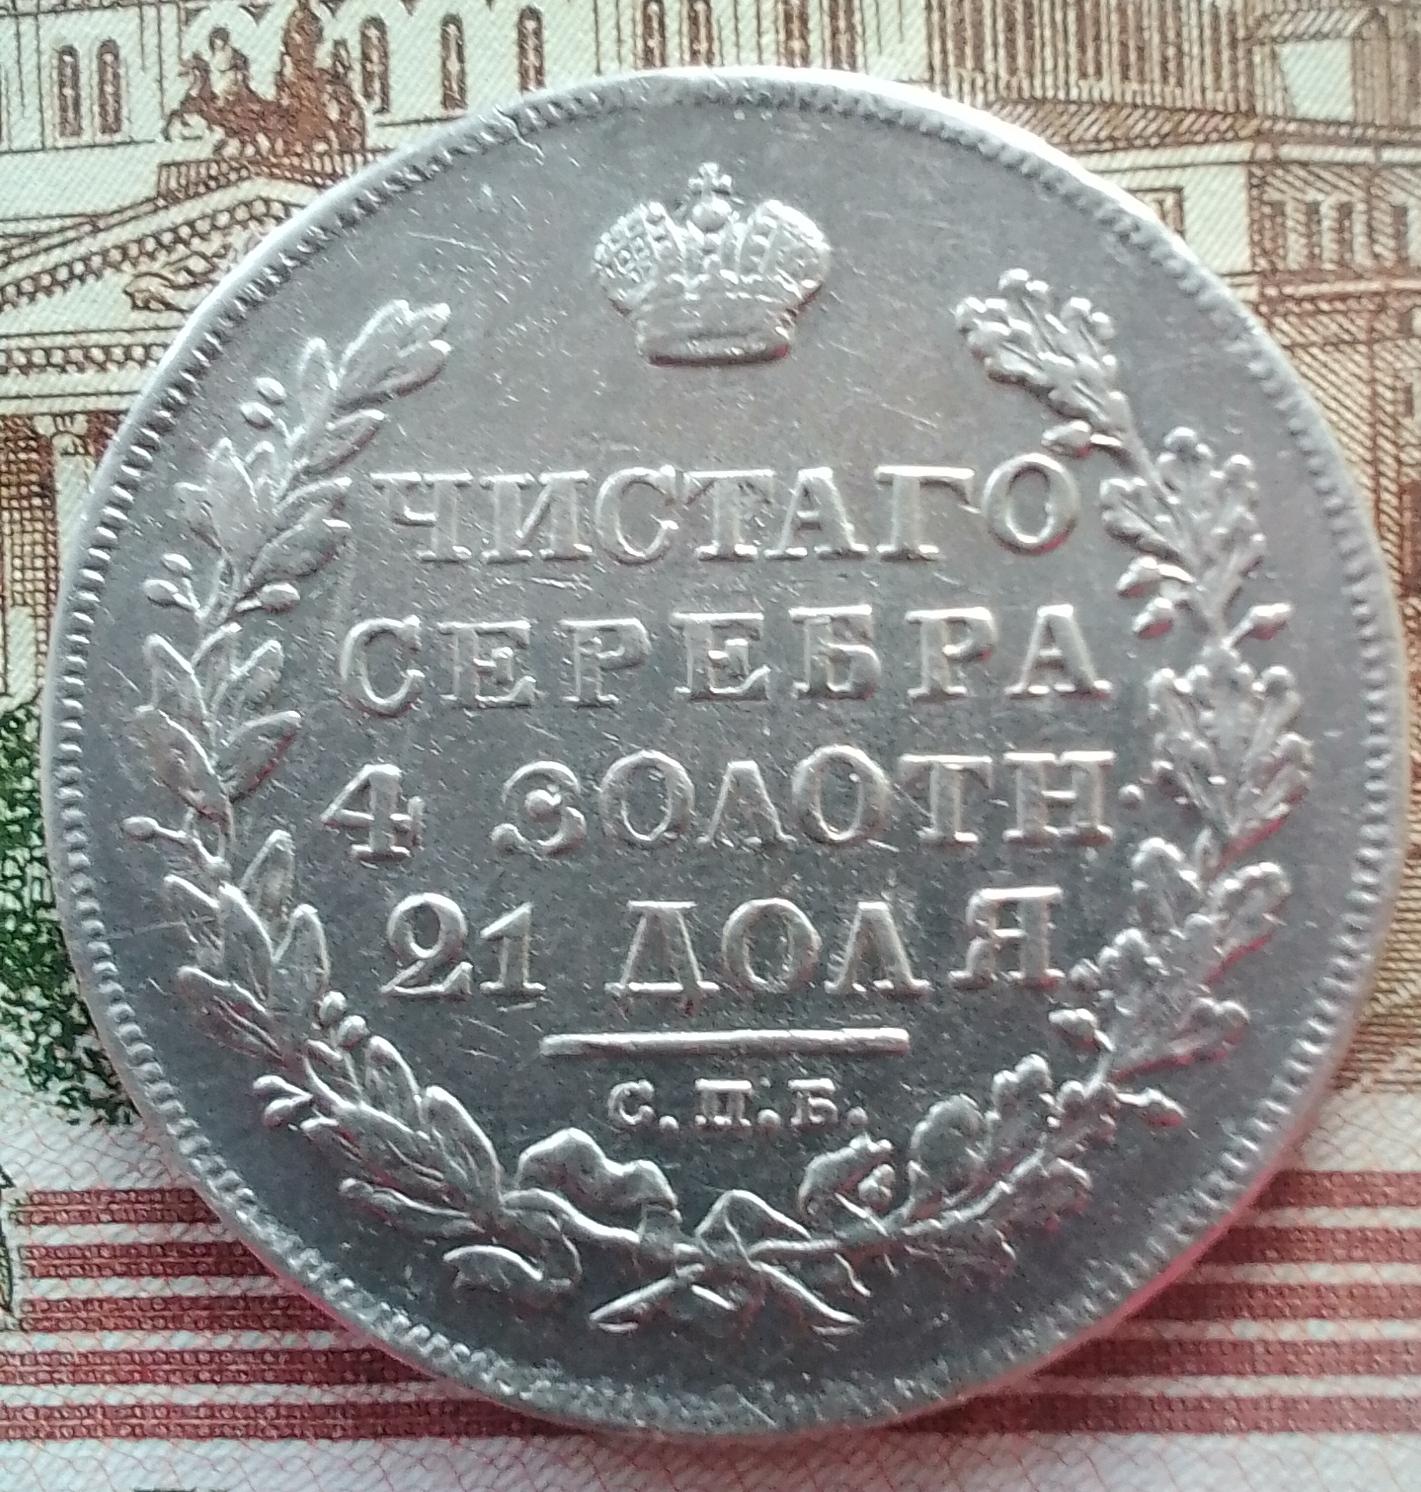 ЧИСТАГО
СЕРЕБРА
4 ЗОЛОТН.
21 ДОЛЯ
С.П.Б.